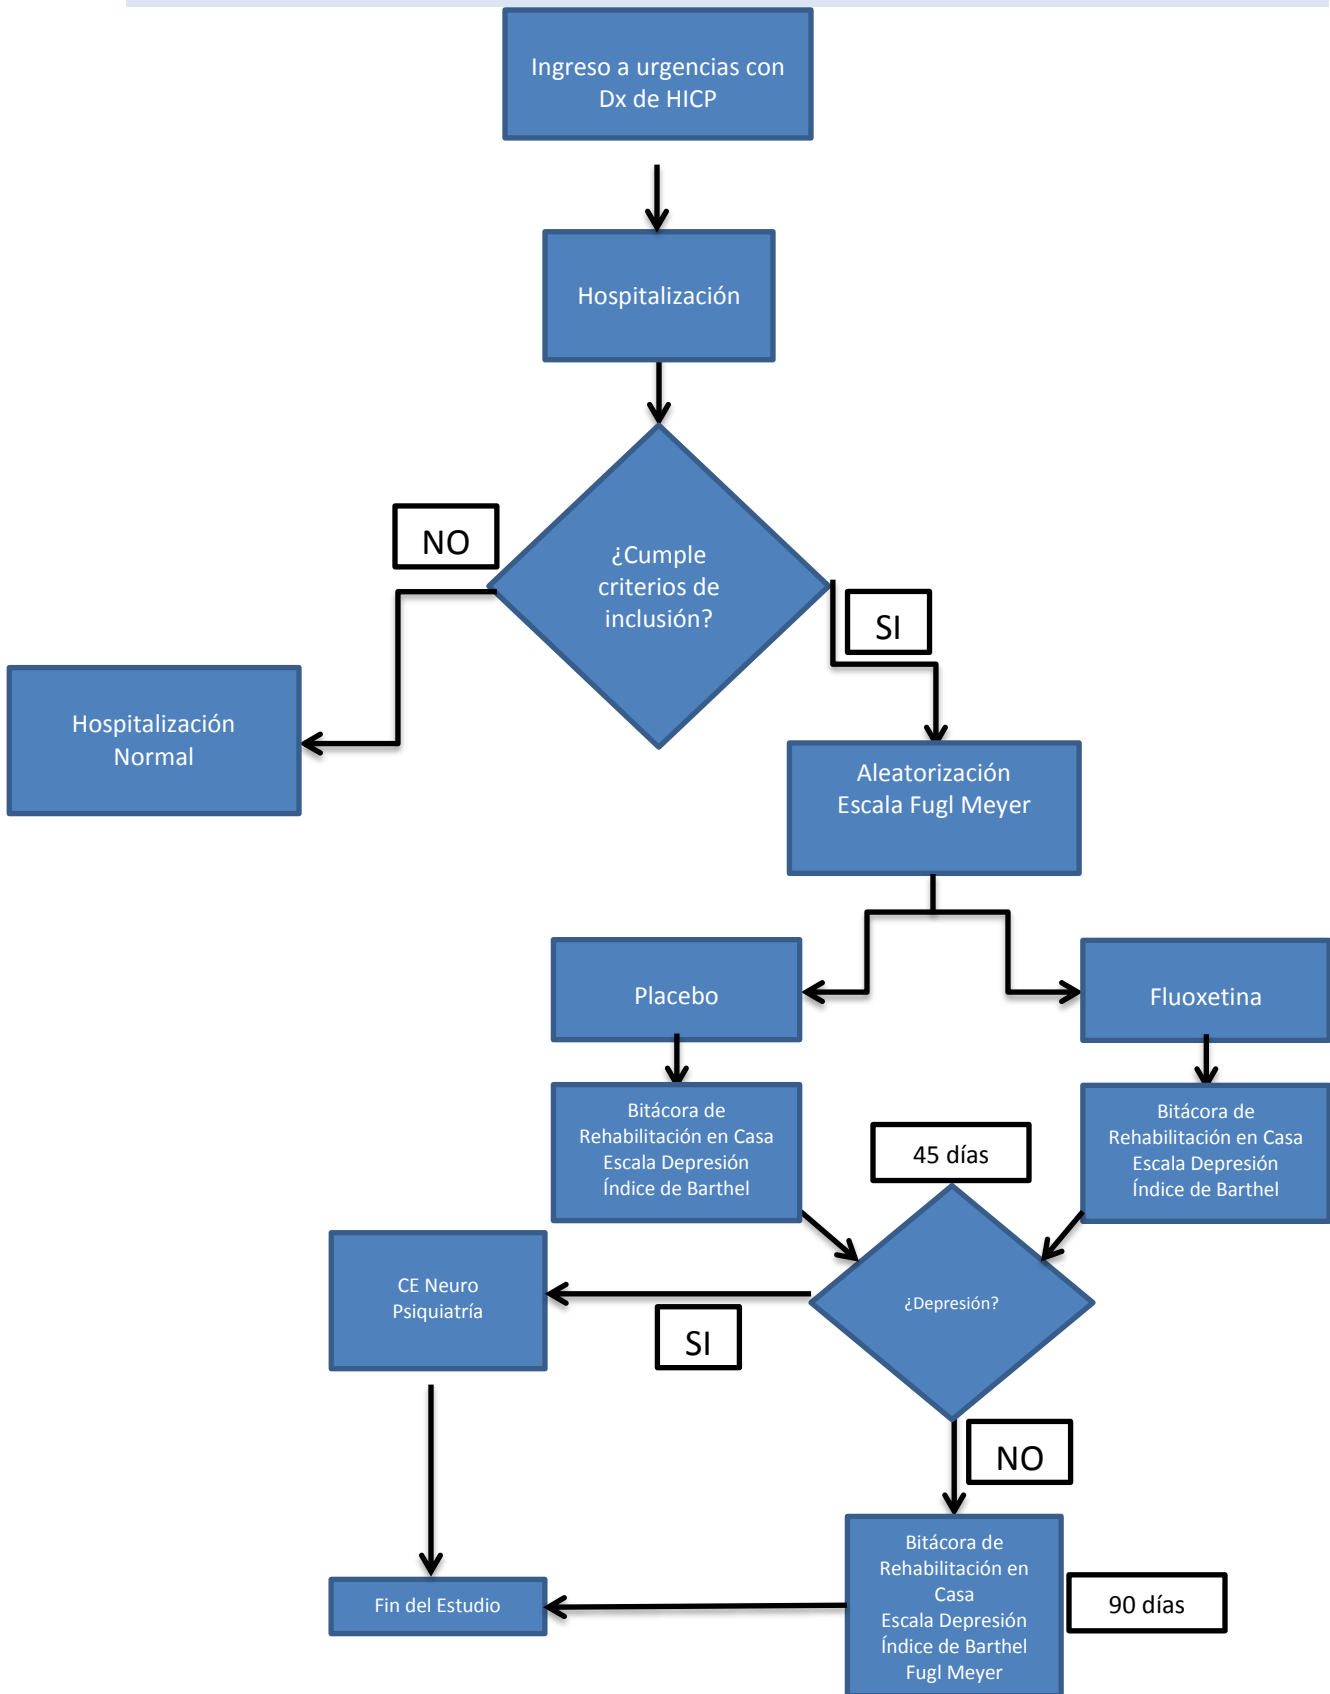 Ingreso a urgencias con
Dx de HICP
Hospitalización
NO
¿Cumple
criterios de
inclusión?
SI
Hospitalización
Normal
Aleatorización
Escala Fugl Meyer
Placebo
Fluoxetina
Bitácora de
Rehabilitación en Casa
Escala Depresión
Índice de Barthel
45 días
Bitácora de
Rehabilitación en Casa
Escala Depresión
Índice de Barthel
CE Neuro
Psiquiatría
¿Depresión?
SI
NO
Bitácora de
Rehabilitación en
Casa
Escala Depresión
Índice de Barthel
Fugl Meyer
90 días
Fin del Estudio